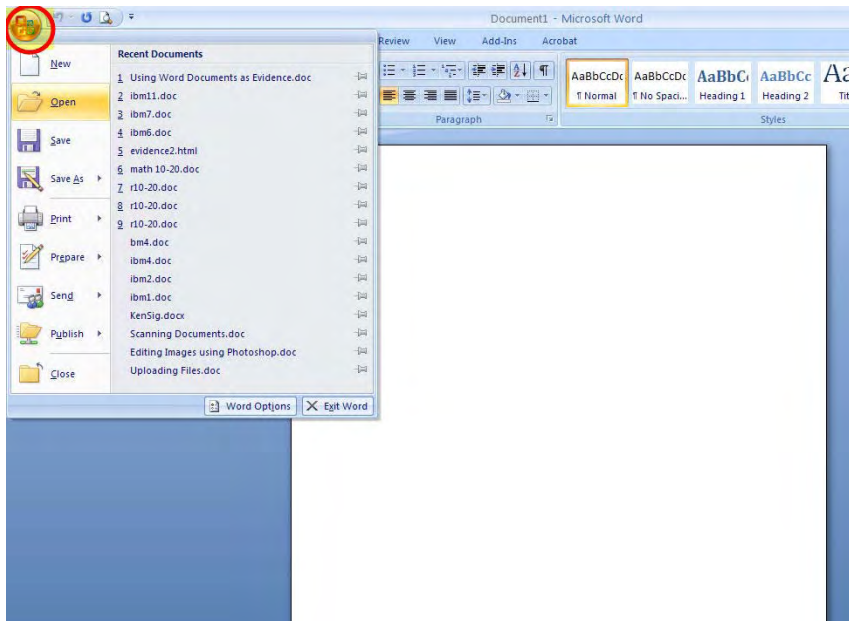 Document1 - Microsoft Word
Review View Add-Ins Acrobat
New
Open
Save
Save As
Print
Prepare
Send
Publish
Close
Recent Documents
1 Using Word Documents as Evidence.doc
2 ibm11.doc
3 ibm7.doc
4 ibm6.doc
5 evidence2.html
6 math 10-20.doc
7 r10-20.doc
8 r10-20.doc
9 r10-20.doc
bm4.doc
ibm4.doc
ibm2.doc
ibm1.doc
KenSig.docx
Scanning Documents.doc
Editing Images using Photoshop.doc
Uploading Files.doc
Word Options Exit Word
AaBbCcDc AaBbCcDc AaBbC AaBbCc Aa
¶ Normal ¶ No Spaci... Heading 1 Heading 2 Tit
Paragraph Styles